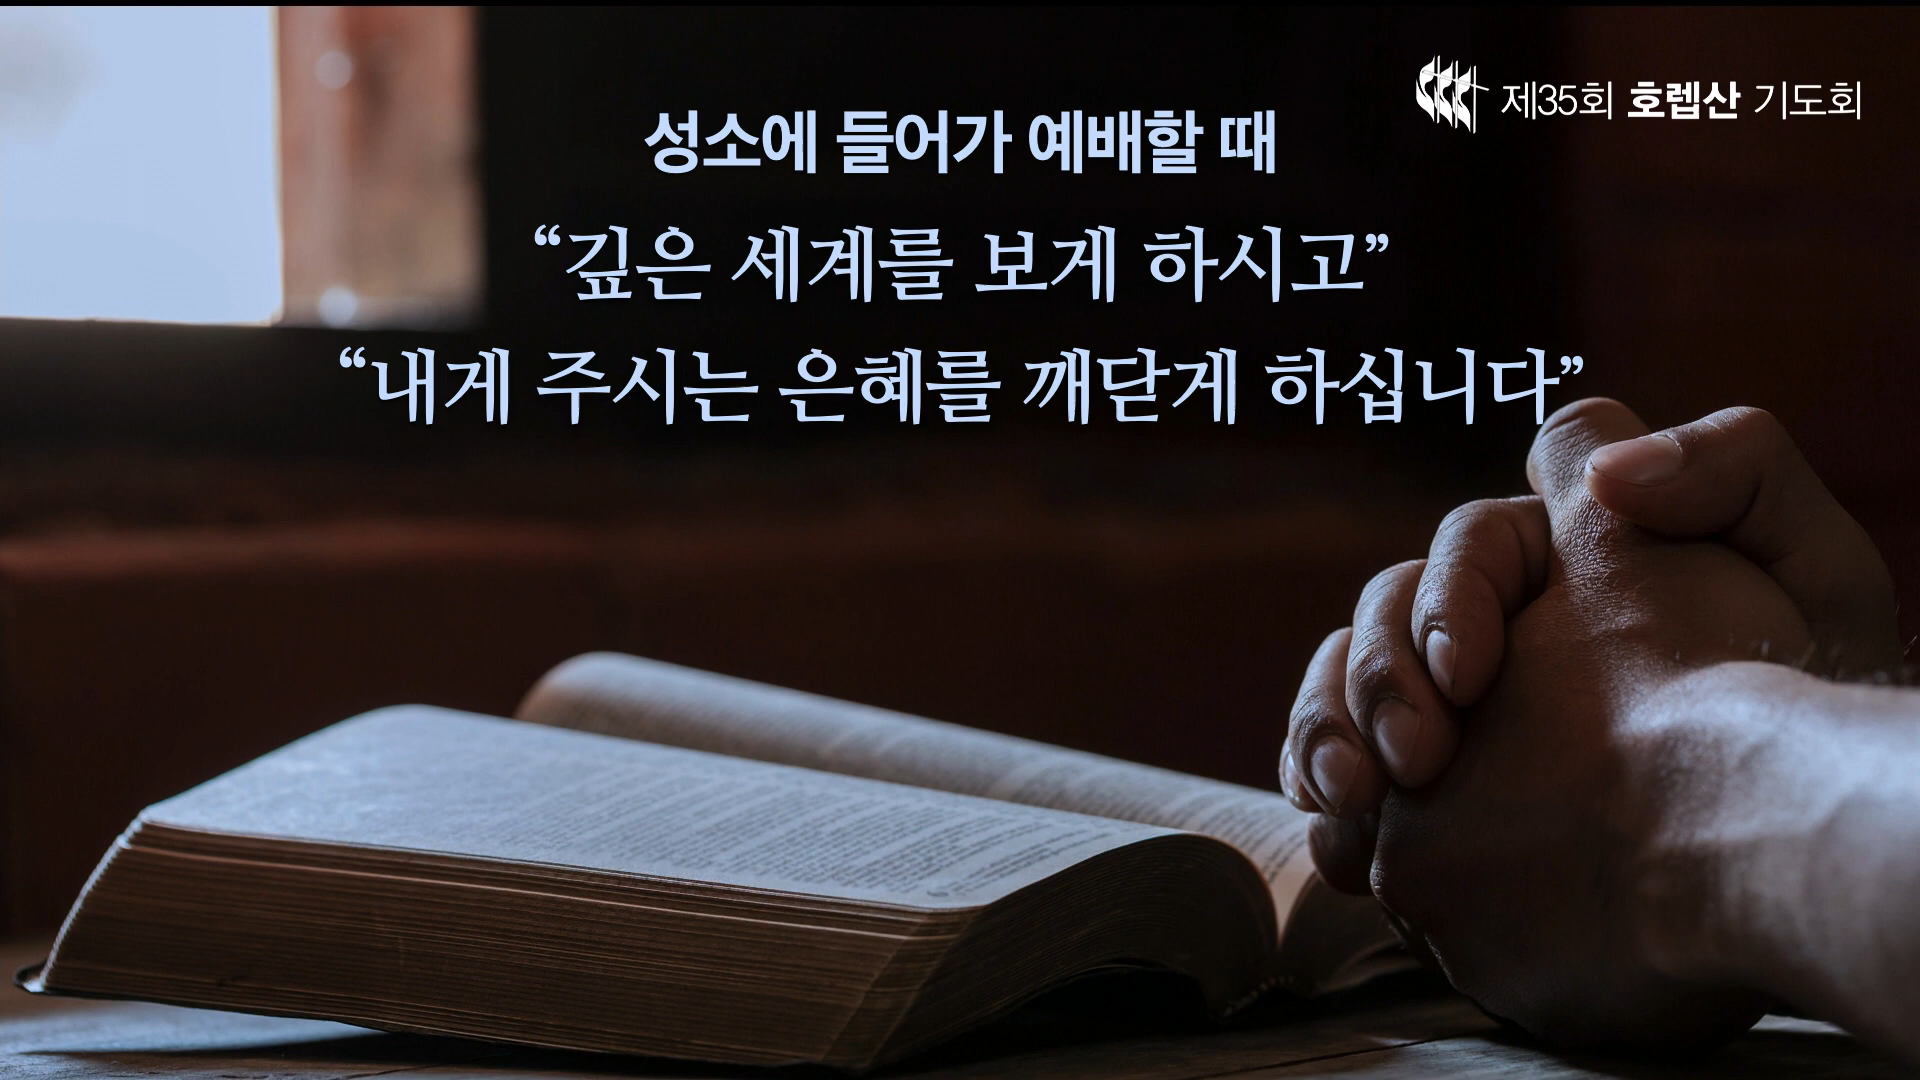 제35회 호렙산 기도회
성소에 들어가 예배할 때
“깊은 세계를 보게 하시고”
“내게 주시는 은혜를 깨닫게 하십니다”